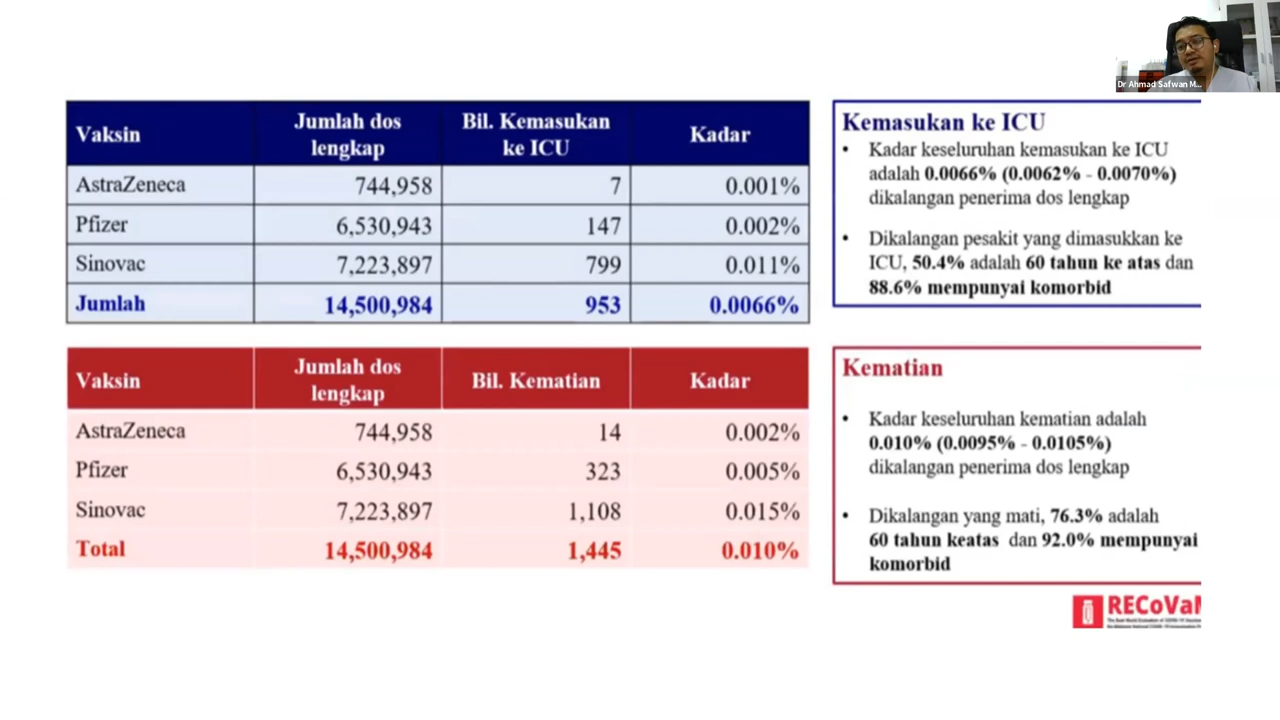 Dr Ahmad Safwan M...
Vaksin Jumlah dos lengkap Bil. Kemasukan ke ICU Kadar
AstraZeneca 744,958 7 0.001%
Pfizer 6,530,943 147 0.002%
Sinovac 7,223,897 799 0.011%
Jumlah 14,500,984 953 0.0066%
Kemasukan ke ICU
• Kadar keseluruhan kemasukan ke ICU
adalah 0.0066% (0.0062% - 0.0070%)
dikalangan penerima dos lengkap
• Dikalangan pesakit yang dimasukkan ke
ICU, 50.4% adalah 60 tahun ke atas dan
88.6% mempunyai komorbid
Vaksin Jumlah dos lengkap Bil. Kematian Kadar
AstraZeneca 744,958 14 0.002%
Pfizer 6,530,943 323 0.005%
Sinovac 7,223,897 1,108 0.015%
Total 14,500,984 1,445 0.010%
Kematian
• Kadar keseluruhan kematian adalah
0.010% (0.0095% - 0.0105%)
dikalangan penerima dos lengkap
• Dikalangan yang mati, 76.3% adalah
60 tahun keatas dan 92.0% mempunyai
komorbid
RECoVaM